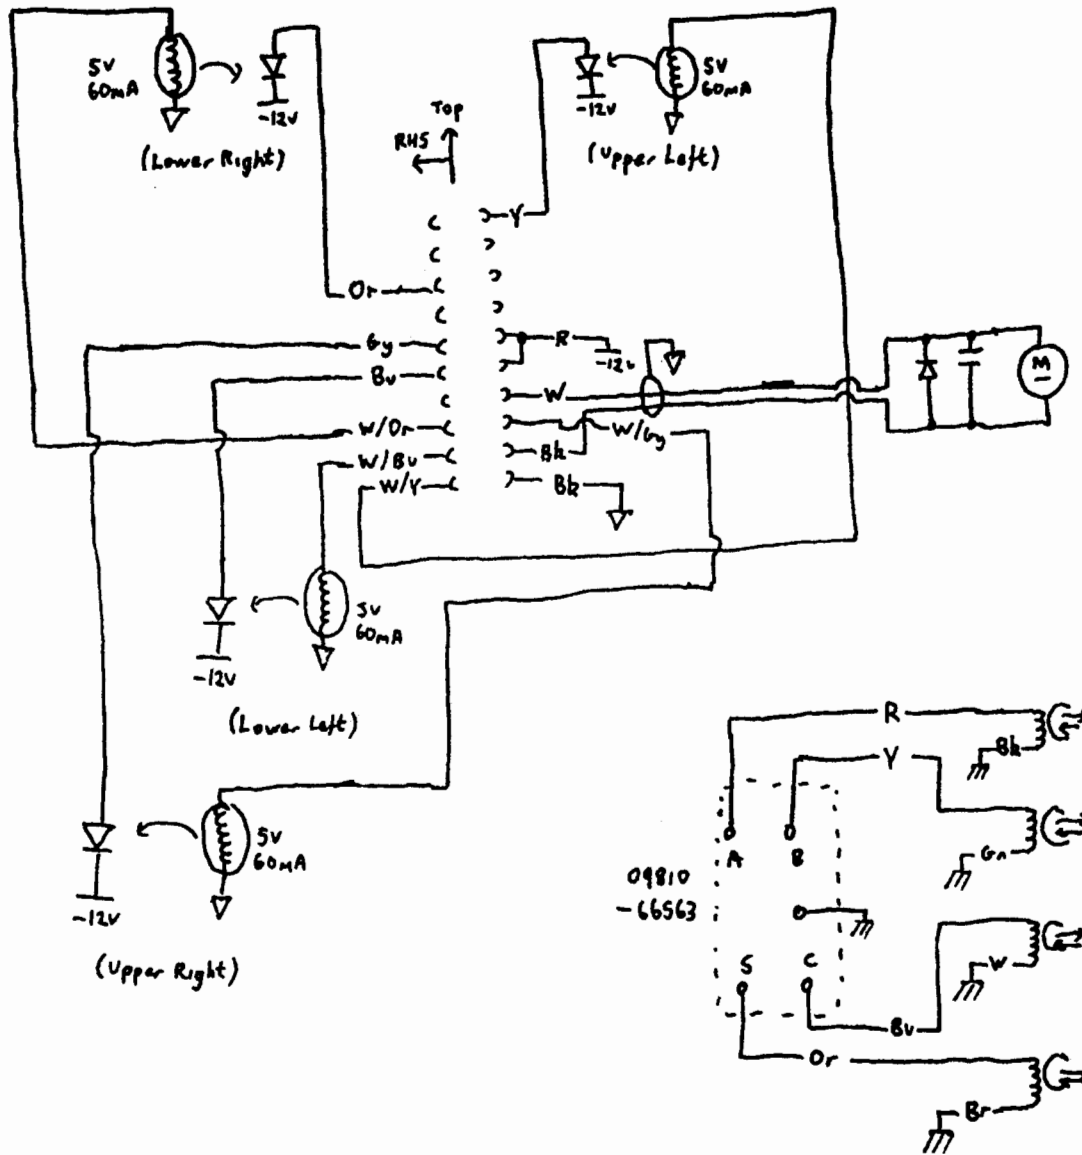 5V
60mA
-12V
(Lower Right)
Top
RHS
-12V
5V
60mA
(Upper Left)
Y
Or
Gy
Bu
W/Or
W/Bu
W/Y
R
-12V
W
W/Gy
Bk
Bk
M
-12V
5V
60mA
(Lower Left)
-12V
5V
60mA
(Upper Right)
R
Bk
Y
Gn
A
B
09810
-66563
S
C
W
Bu
Or
Br